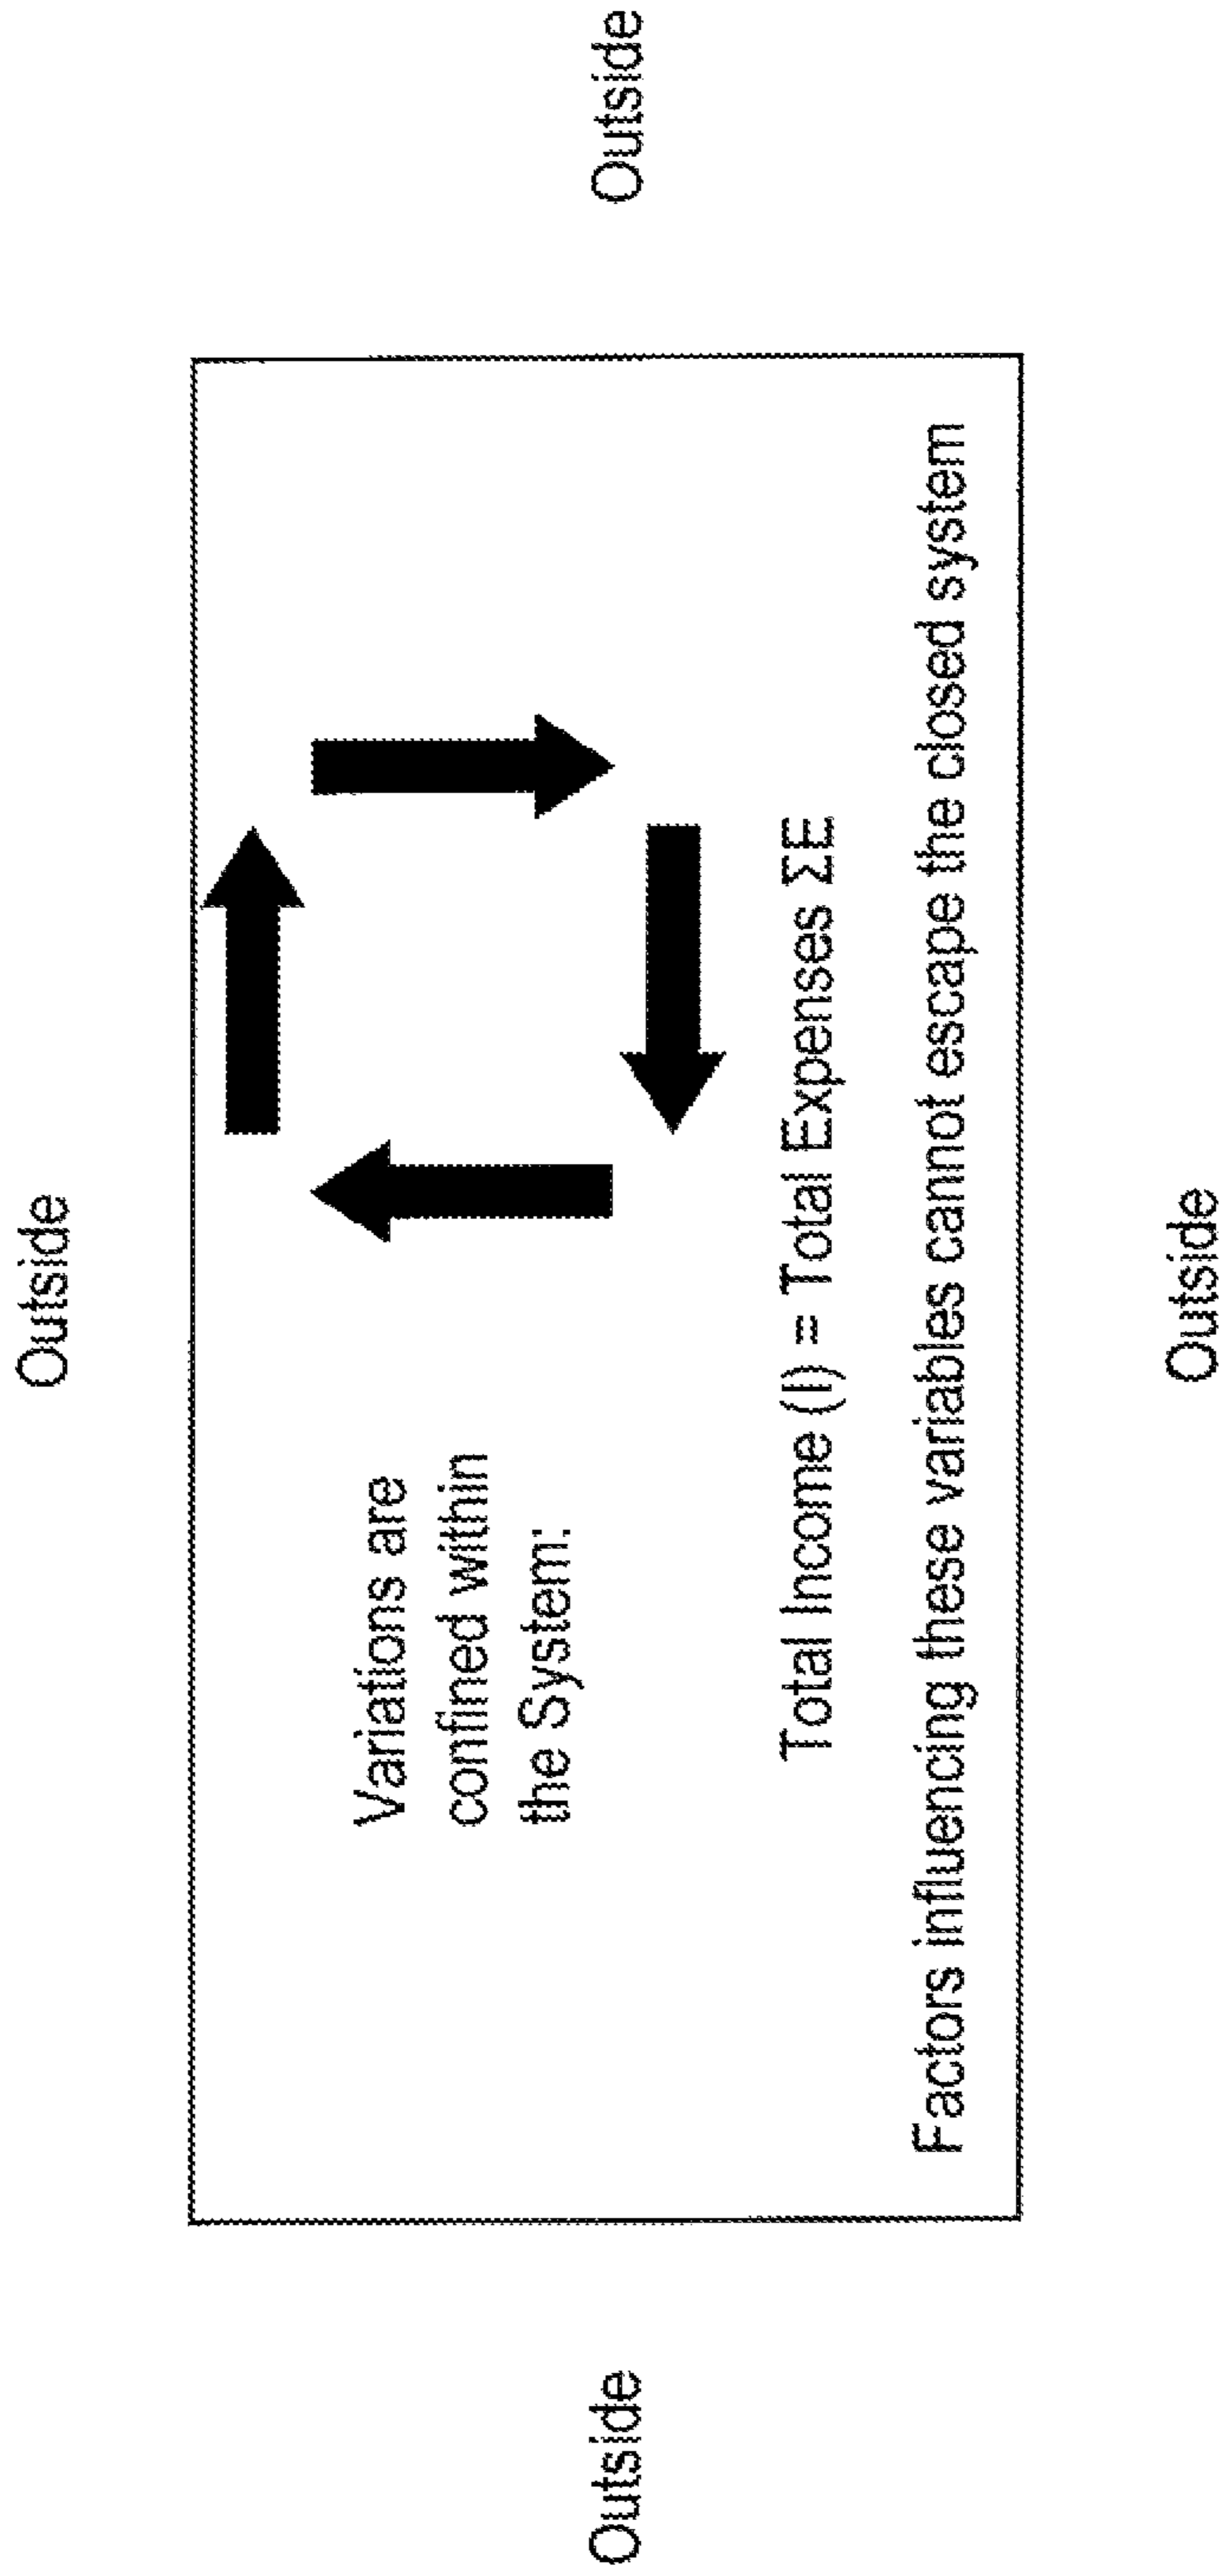 Outside
Outside
Variations are
confined within
the System:
Total Income (I) = Total Expenses ΣE
Factors influencing these variables cannot escape the closed system
Outside
Outside